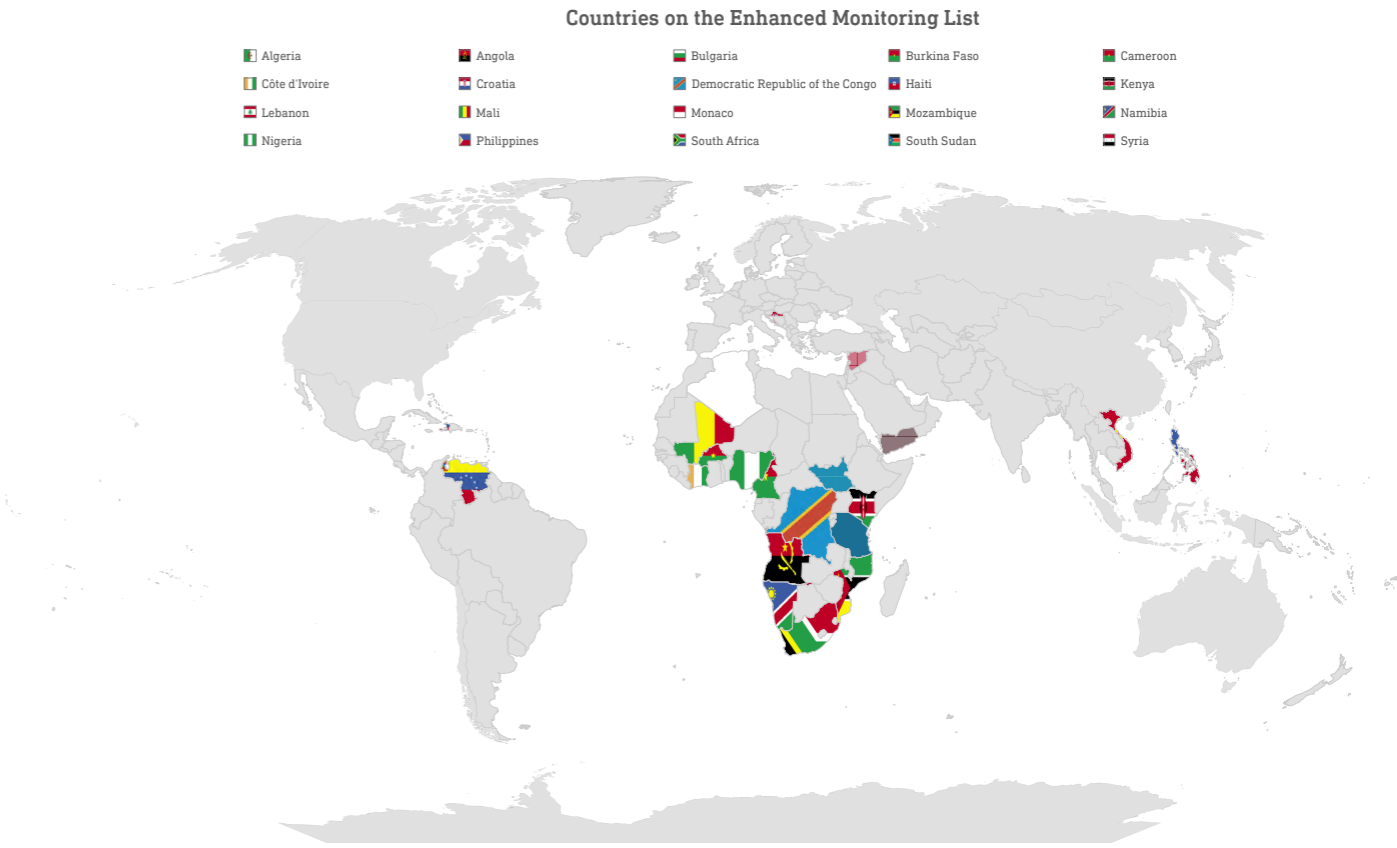 Countries on the Enhanced Monitoring List
Algeria Angola Bulgaria Burkina Faso Cameroon
Côte d'Ivoire Croatia Democratic Republic of the Congo Haiti Kenya
Lebanon Mali Monaco Mozambique Namibia
Nigeria Philippines South Africa South Sudan Syria